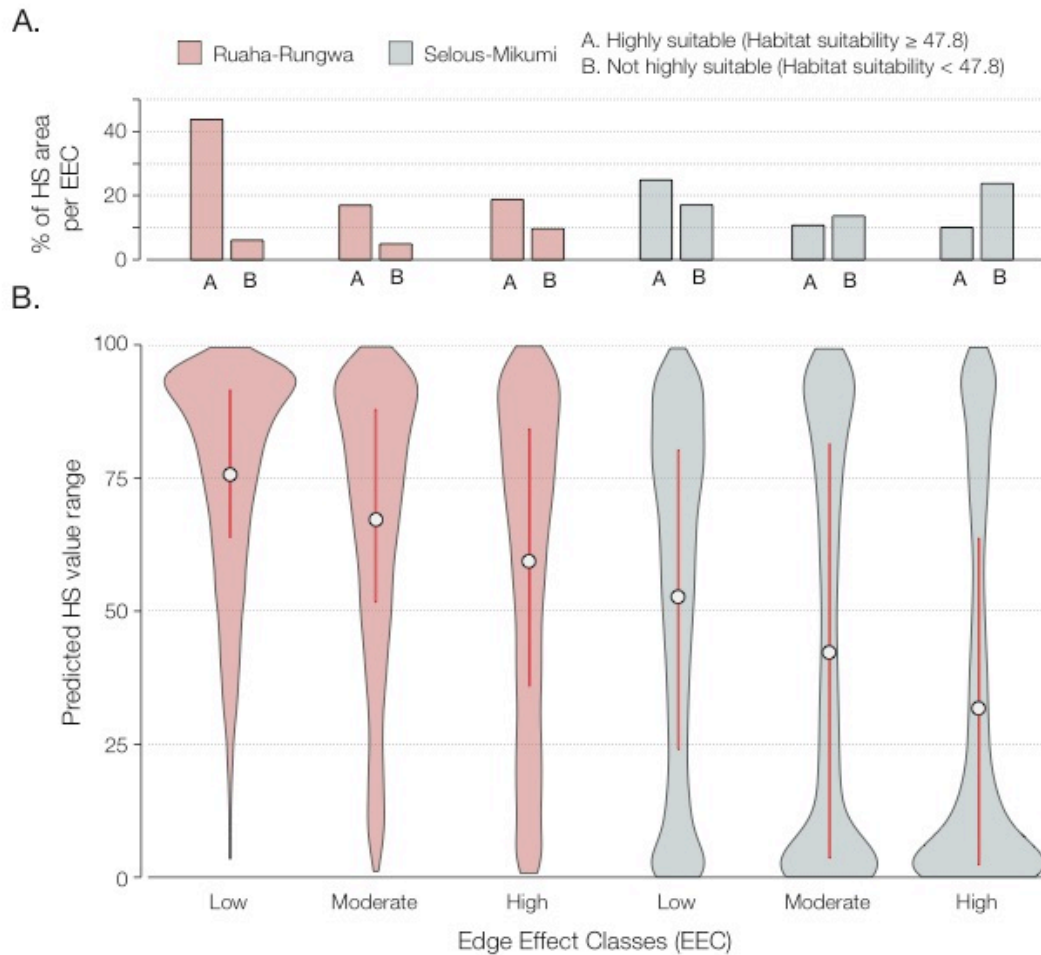 A.
Ruaha-Rungwa
Selous-Mikumi
A. Highly suitable (Habitat suitability ≥ 47.8)
B. Not highly suitable (Habitat suitability < 47.8)
% of HS area
per EEC
40
20
0
A B A B A B A B A B A B
B.
Predicted HS value range
100
75
50
25
0
Low Moderate High Low Moderate High
Edge Effect Classes (EEC)